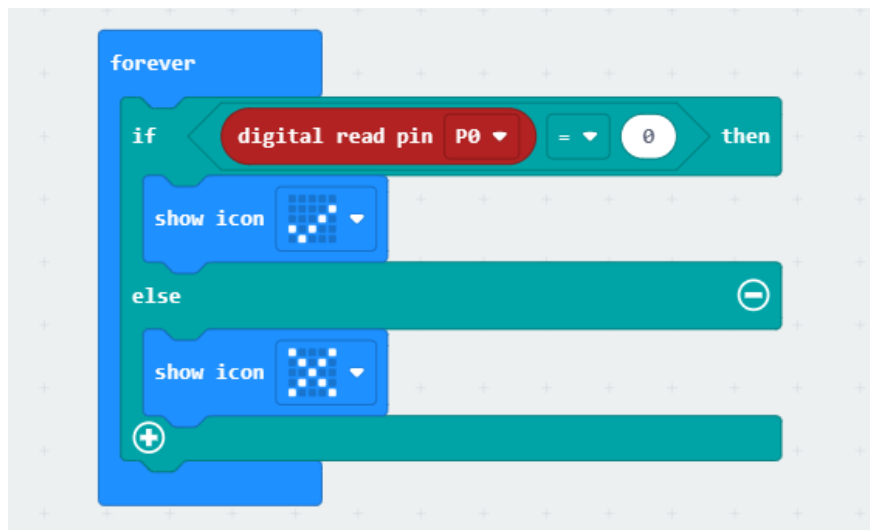 forever
if digital read pin P0 = 0 then
show icon
else
show icon